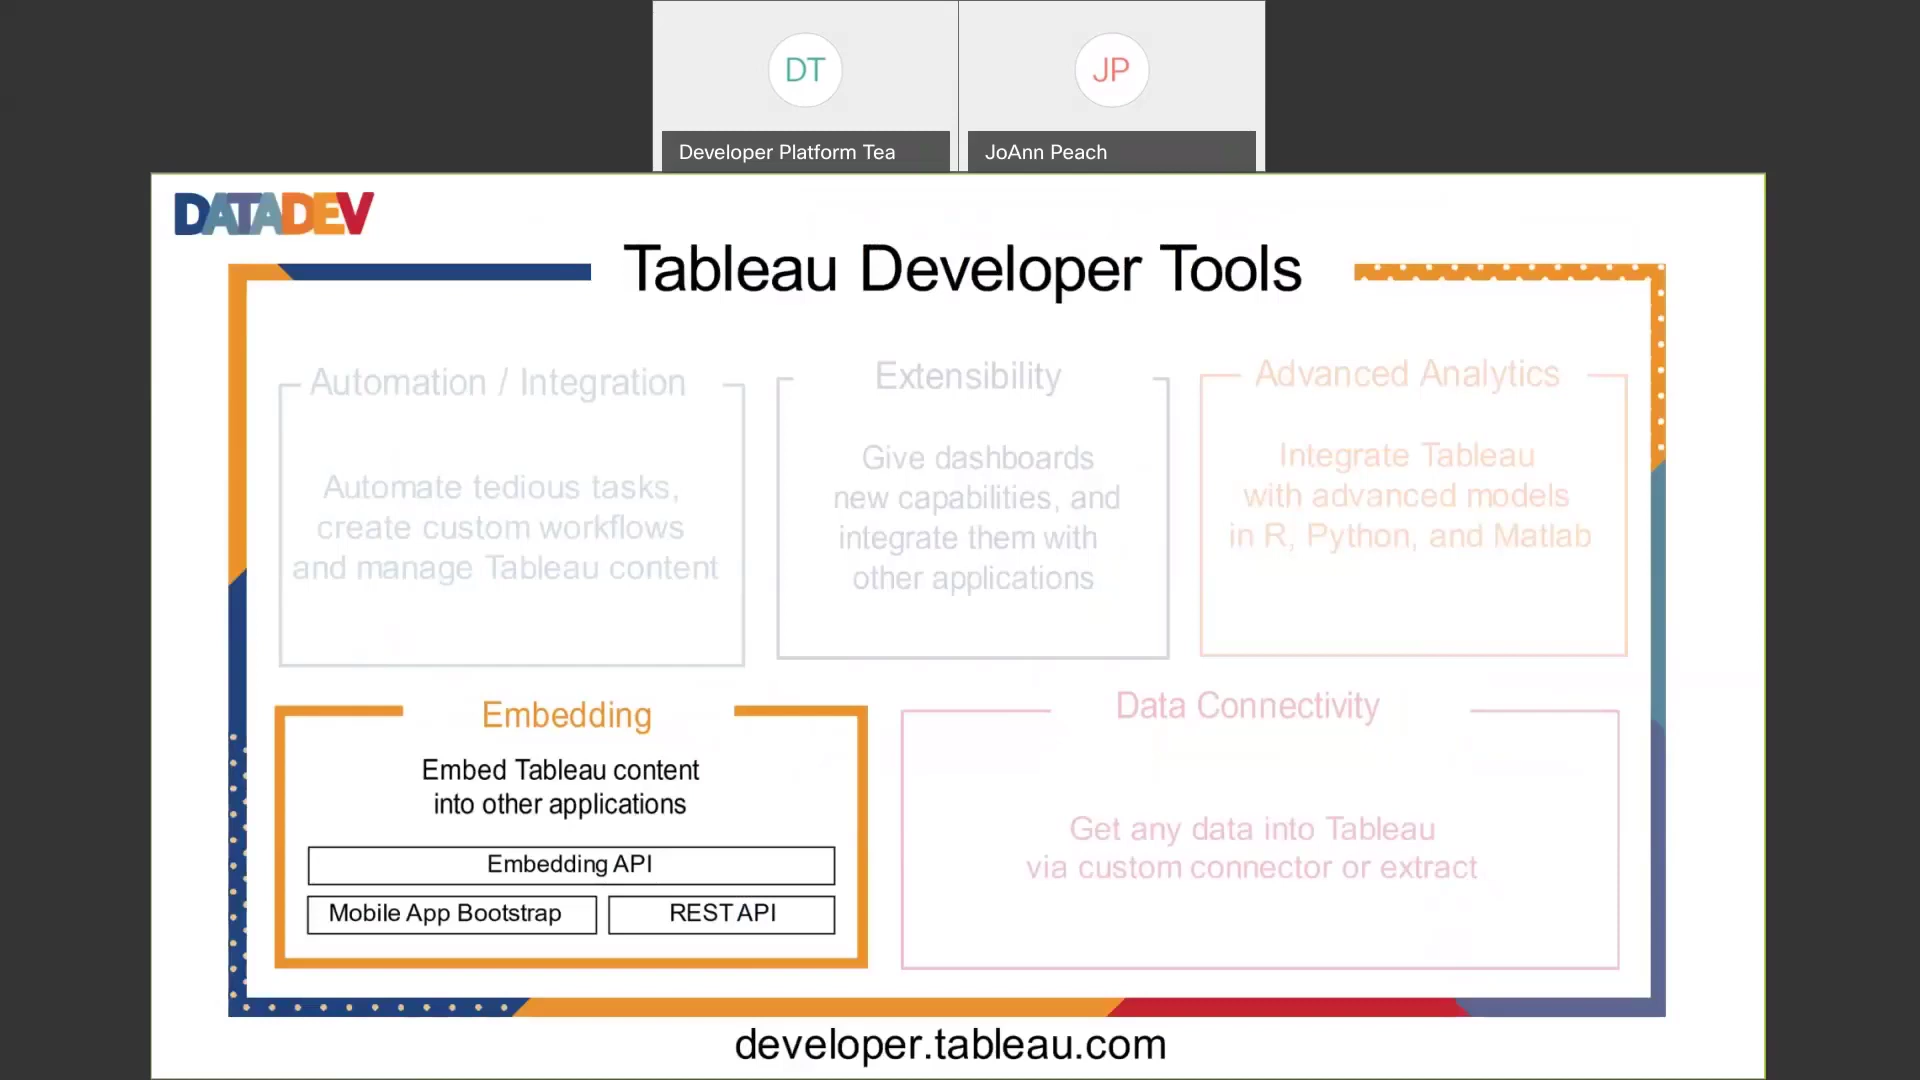 DT
JP
Developer Platform Tea
JoAnn Peach
DATADEV
Tableau Developer Tools
Automation / Integration
Automate tedious tasks,
create custom workflows
and manage Tableau content
Extensibility
Give dashboards
new capabilities, and
integrate them with
other applications
Advanced Analytics
Integrate Tableau
with advanced models
in R, Python, and Matlab
Embedding
Embed Tableau content
into other applications
Embedding API
Mobile App Bootstrap
REST API
Data Connectivity
Get any data into Tableau
via custom connector or extract
developer.tableau.com